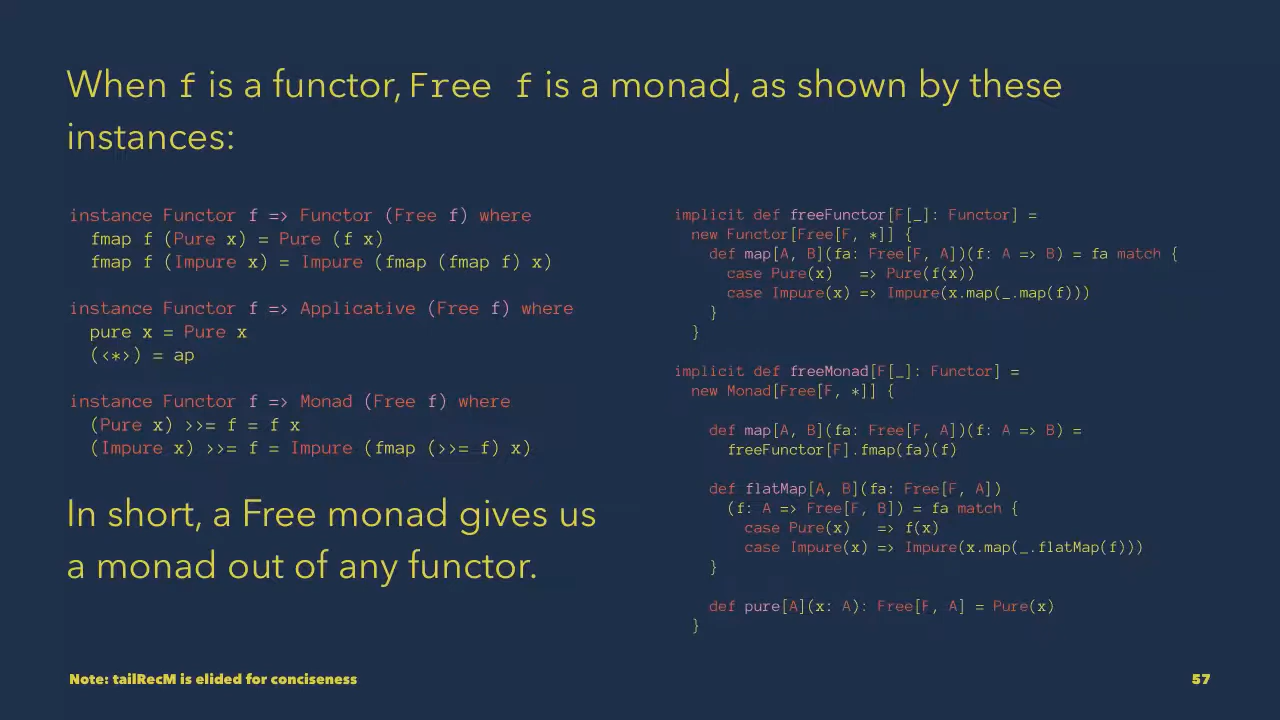 When f is a functor, Free f is a monad, as shown by these
instances:
instance Functor f => Functor (Free f) where
  fmap f (Pure x) = Pure (f x)
  fmap f (Impure x) = Impure (fmap (fmap f) x)
instance Functor f => Applicative (Free f) where
  pure x = Pure x
  (<*>) = ap
instance Functor f => Monad (Free f) where
  (Pure x) >>= f = f x
  (Impure x) >>= f = Impure (fmap (>>= f) x)
In short, a Free monad gives us
a monad out of any functor.
implicit def freeFunctor[F[_]: Functor] =
  new Functor[Free[F, *]] {
    def map[A, B](fa: Free[F, A])(f: A => B) = fa match {
      case Pure(x)   => Pure(f(x))
      case Impure(x) => Impure(x.map(_.map(f)))
    }
  }
implicit def freeMonad[F[_]: Functor] =
  new Monad[Free[F, *]] {
    def map[A, B](fa: Free[F, A])(f: A => B) =
      freeFunctor[F].fmap(fa)(f)
    def flatMap[A, B](fa: Free[F, A])
      (f: A => Free[F, B]) = fa match {
        case Pure(x)   => f(x)
        case Impure(x) => Impure(x.map(_.flatMap(f)))
    }
    def pure[A](x: A): Free[F, A] = Pure(x)
  }
Note: tailRecM is elided for conciseness
57